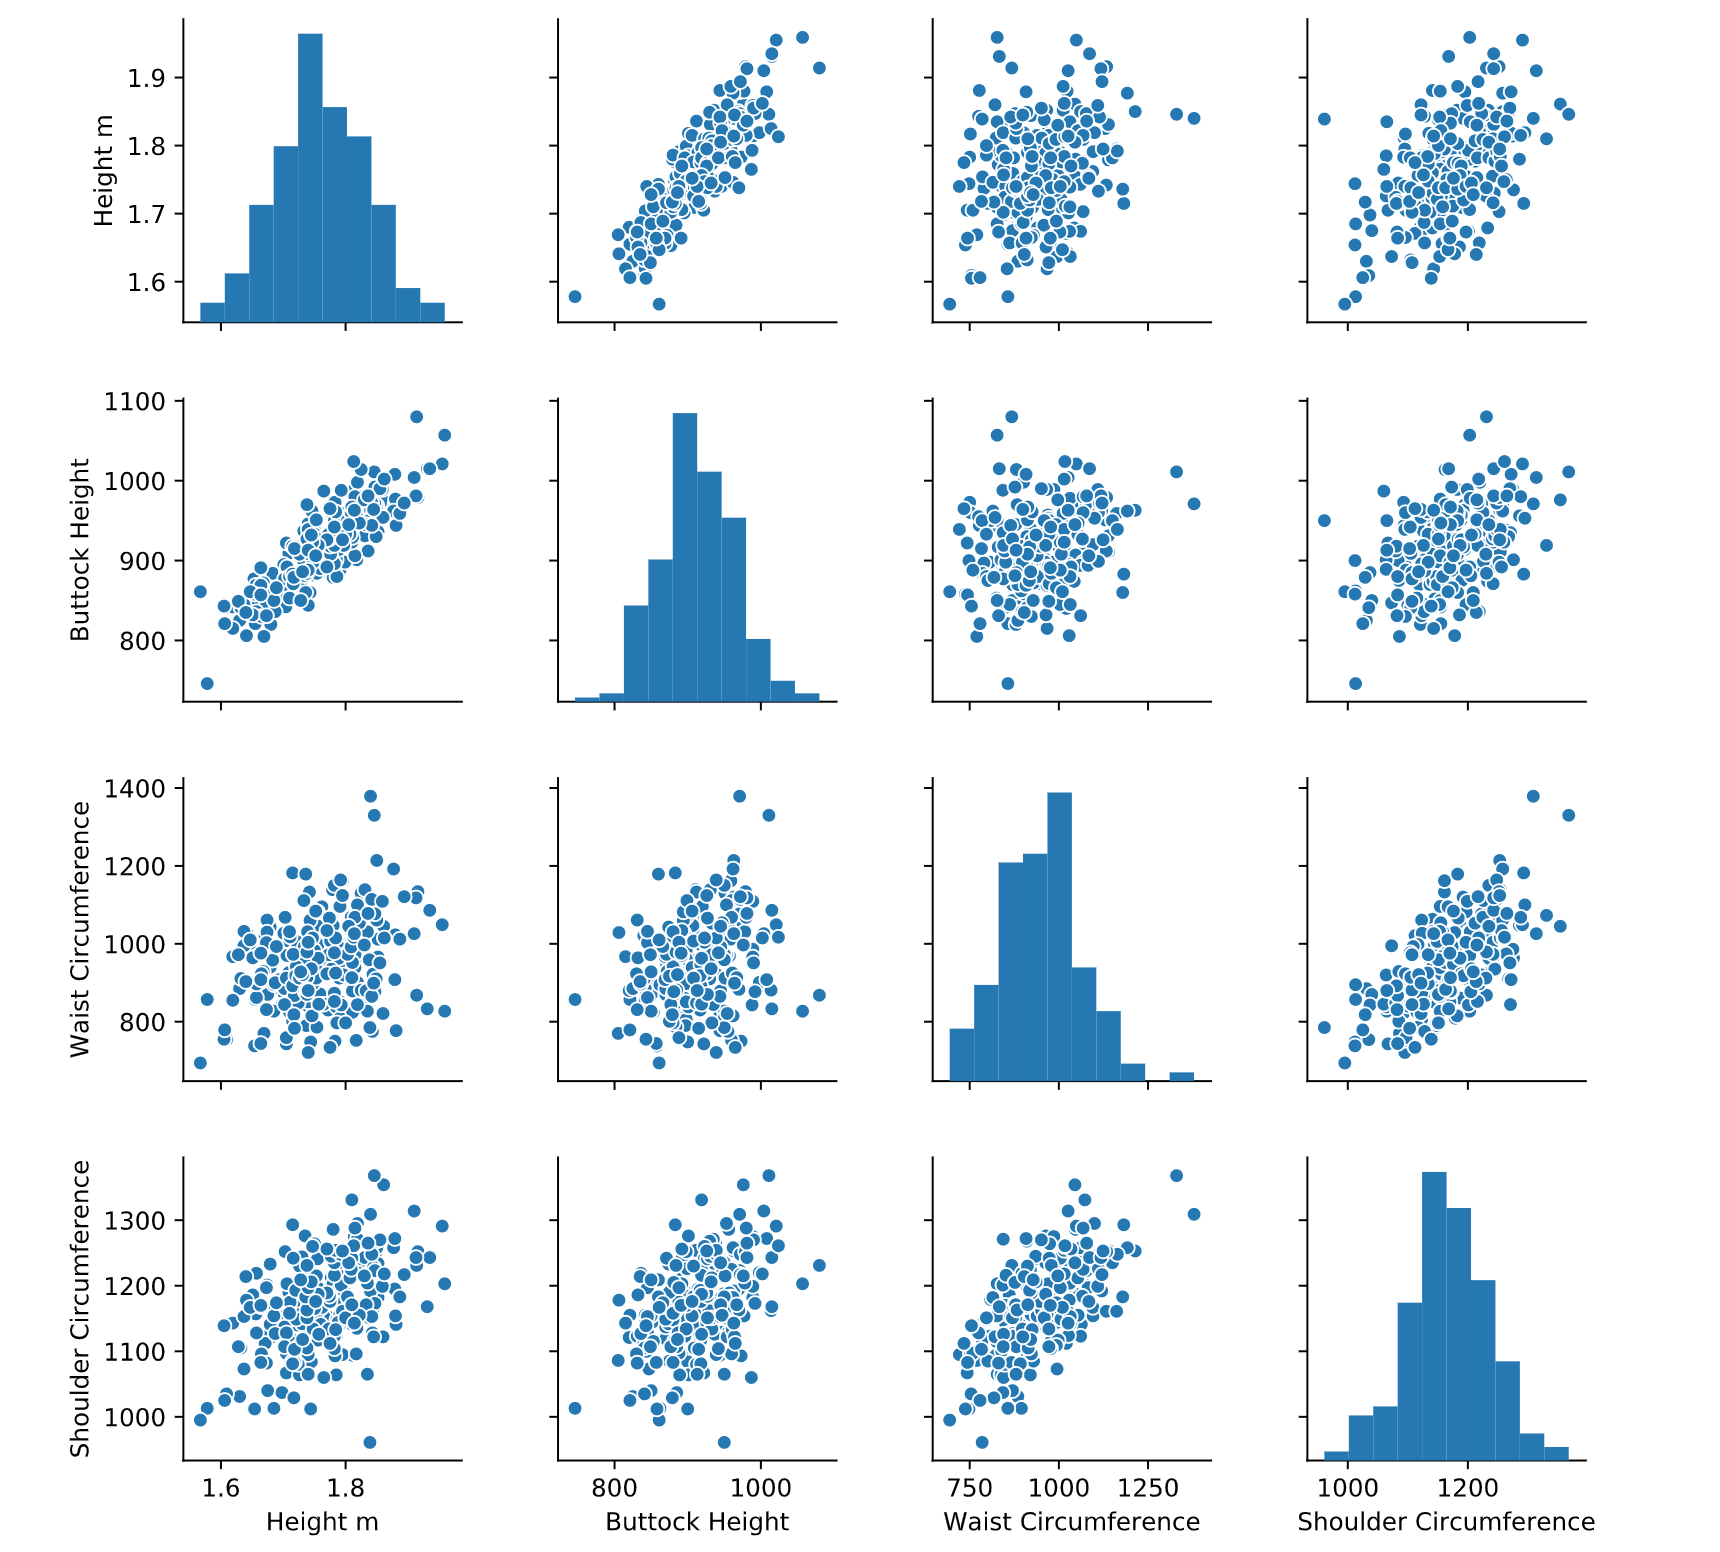 1.9
1.8
1.7
1.6
Height m
1100
1000
900
800
Buttock Height
1400
1200
1000
800
Waist Circumference
1300
1200
1100
1000
Shoulder Circumference
1.6 1.8
Height m
800 1000
Buttock Height
750 1000 1250
Waist Circumference
1000 1200
Shoulder Circumference